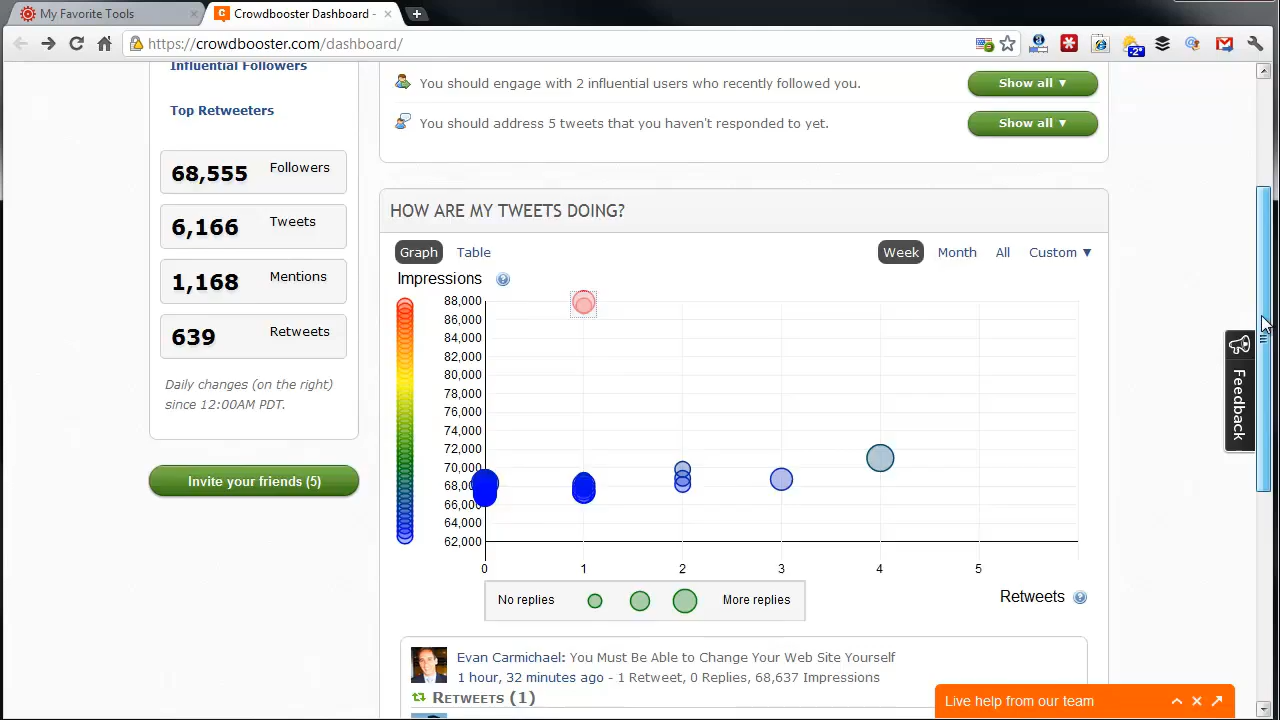 My Favorite Tools
Crowdbooster Dashboard -
https://crowdbooster.com/dashboard/
-2°
Influential Followers
Top Retweeters
68,555 Followers
6,166 Tweets
1,168 Mentions
639 Retweets
Daily changes (on the right)
since 12:00AM PDT.
Invite your friends (5)
You should engage with 2 influential users who recently followed you.
Show all ▼
You should address 5 tweets that you haven't responded to yet.
Show all ▼
HOW ARE MY TWEETS DOING?
Graph Table Week Month All Custom ▼
Impressions ?
88,000
86,000
84,000
82,000
80,000
78,000
76,000
74,000
72,000
70,000
68,000
66,000
64,000
62,000
0 1 2 3 4 5
Retweets ?
No replies More replies
Evan Carmichael: You Must Be Able to Change Your Web Site Yourself
1 hour, 32 minutes ago - 1 Retweet, 0 Replies, 68,637 Impressions
RETWEETS (1)
Feedback
Live help from our team